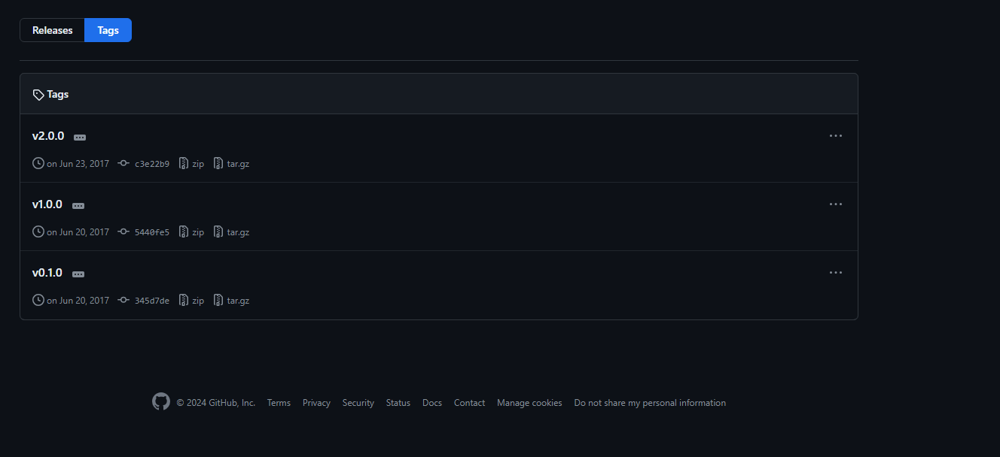 Releases Tags
Tags
v2.0.0
on Jun 23, 2017 c3e22b9 zip tar.gz
v1.0.0
on Jun 20, 2017 5440fe5 zip tar.gz
v0.1.0
on Jun 20, 2017 345d7de zip tar.gz
© 2024 GitHub, Inc. Terms Privacy Security Status Docs Contact Manage cookies Do not share my personal information